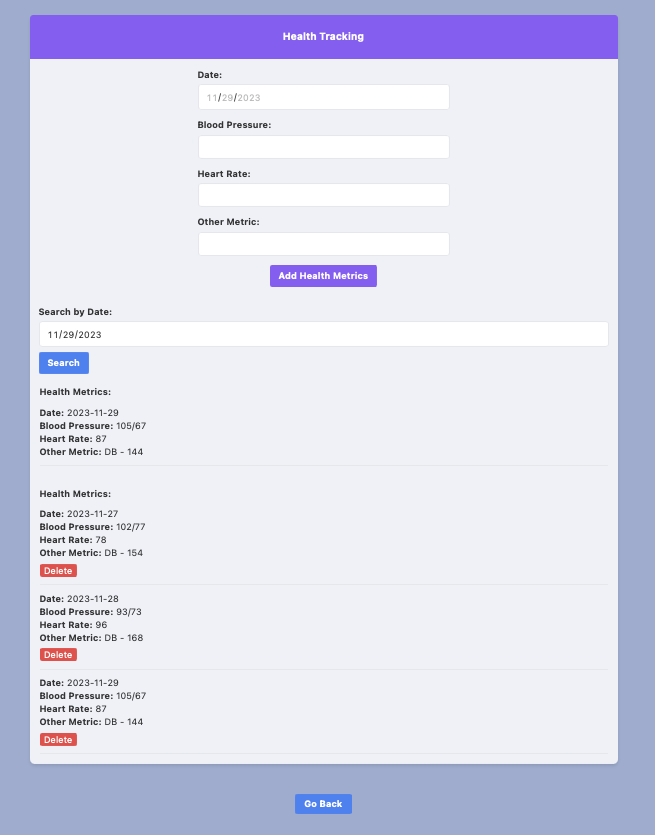 Health Tracking
Date:
11/29/2023
Blood Pressure:
Heart Rate:
Other Metric:
Add Health Metrics
Search by Date:
11/29/2023
Search
Health Metrics:
Date: 2023-11-29
Blood Pressure: 105/67
Heart Rate: 87
Other Metric: DB - 144
Health Metrics:
Date: 2023-11-27
Blood Pressure: 102/77
Heart Rate: 78
Other Metric: DB - 154
Delete
Date: 2023-11-28
Blood Pressure: 93/73
Heart Rate: 96
Other Metric: DB - 168
Delete
Date: 2023-11-29
Blood Pressure: 105/67
Heart Rate: 87
Other Metric: DB - 144
Delete
Go Back